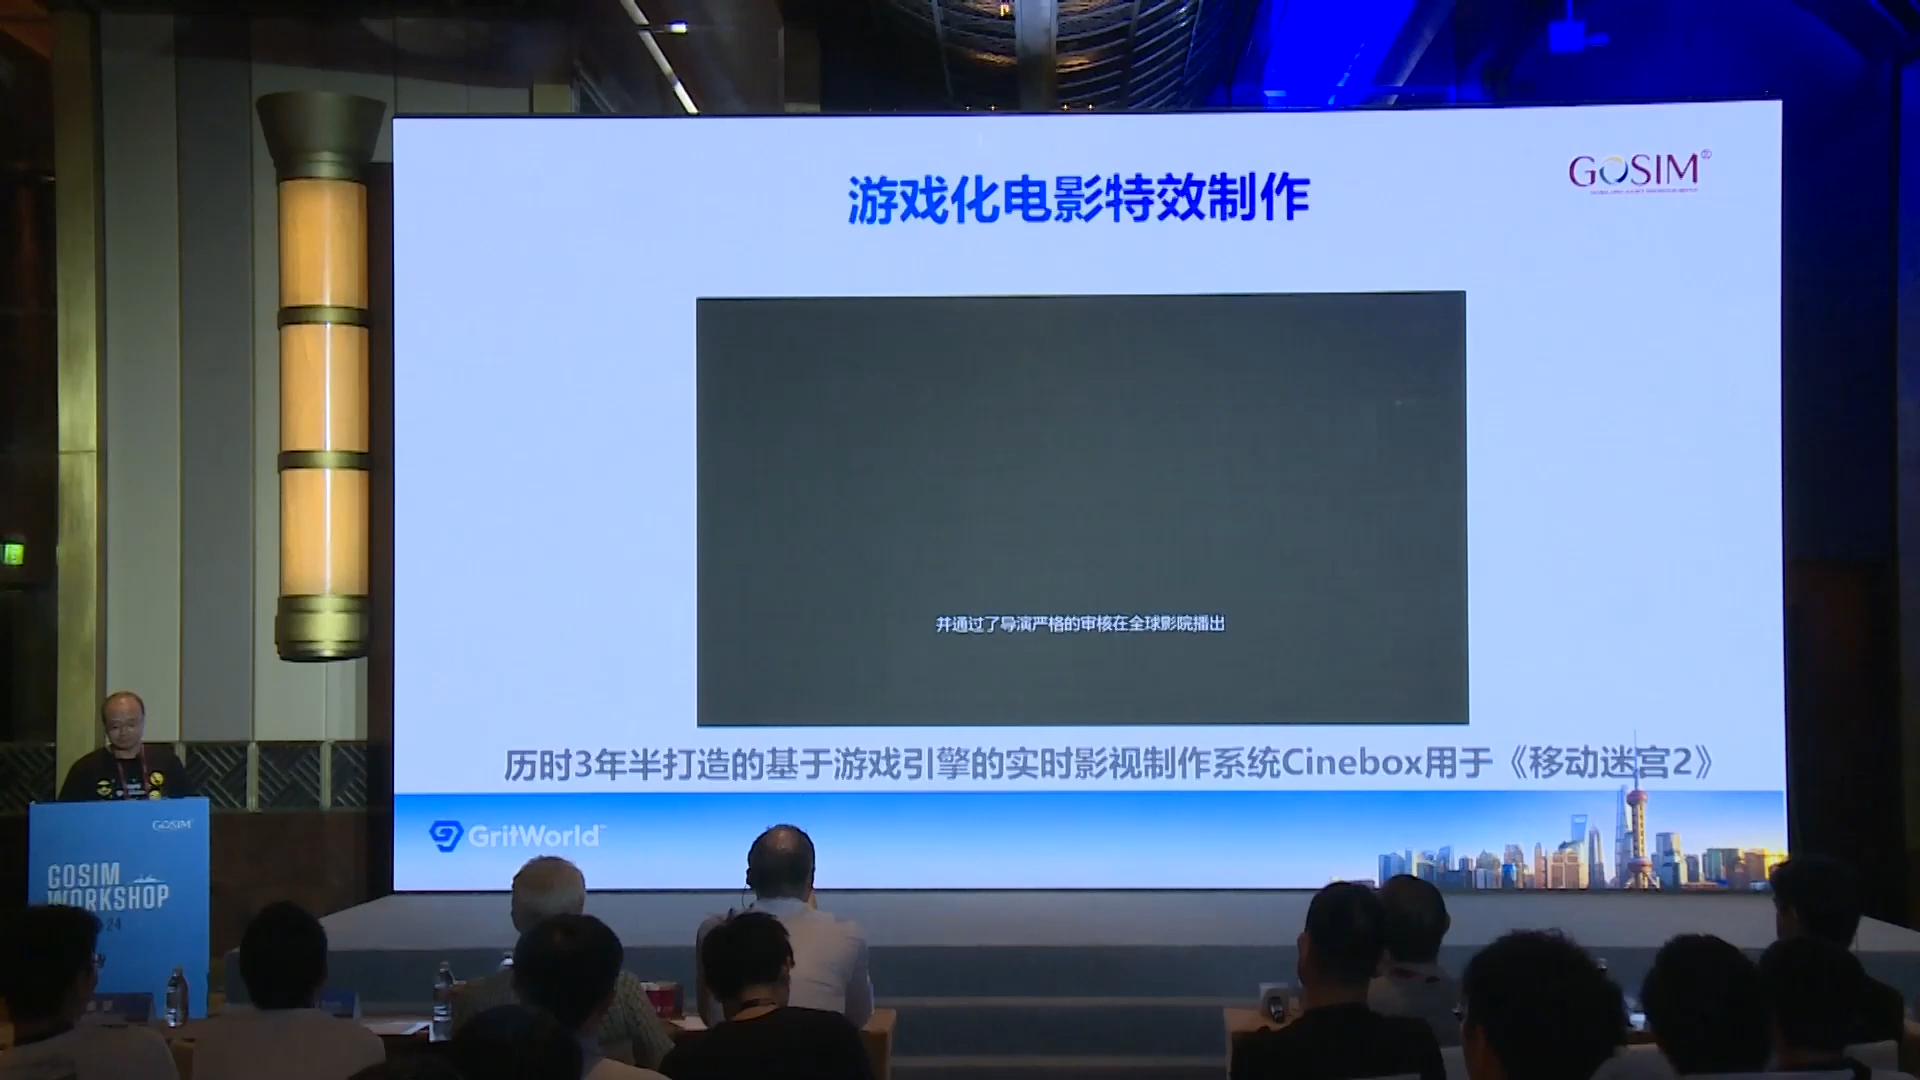 游戏化电影特效制作
GOSIM
并通过了导演严格的审核在全球影院播出
历时3年半打造的基于游戏引擎的实时影视制作系统Cinebox用于《移动迷宫2》
GritWorld
GOSIM
GOSIM
WORKSHOP
24